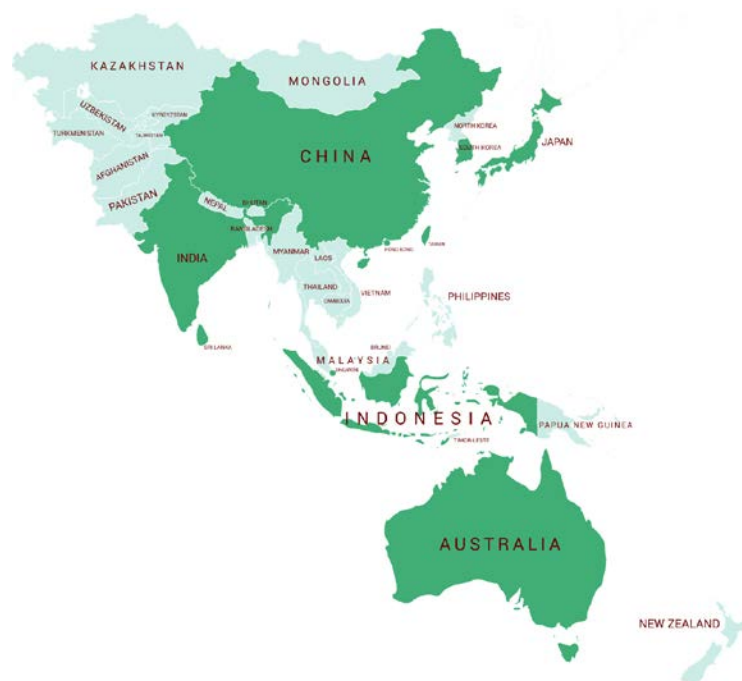 KAZAKHSTAN
MONGOLIA
UZBEKISTAN
KYRGYZSTAN
TURKMENISTAN
TAJIKISTAN
NORTH KOREA
SOUTH KOREA
JAPAN
CHINA
AFGHANISTAN
PAKISTAN
NEPAL
BHUTAN
BANGLADESH
INDIA
MYANMAR
LAOS
HONG KONG
TAIWAN
THAILAND
VIETNAM
CAMBODIA
PHILIPPINES
SRI LANKA
BRUNEI
MALAYSIA
SINGAPORE
INDONESIA
PAPUA NEW GUINEA
TIMOR-LESTE
AUSTRALIA
NEW ZEALAND